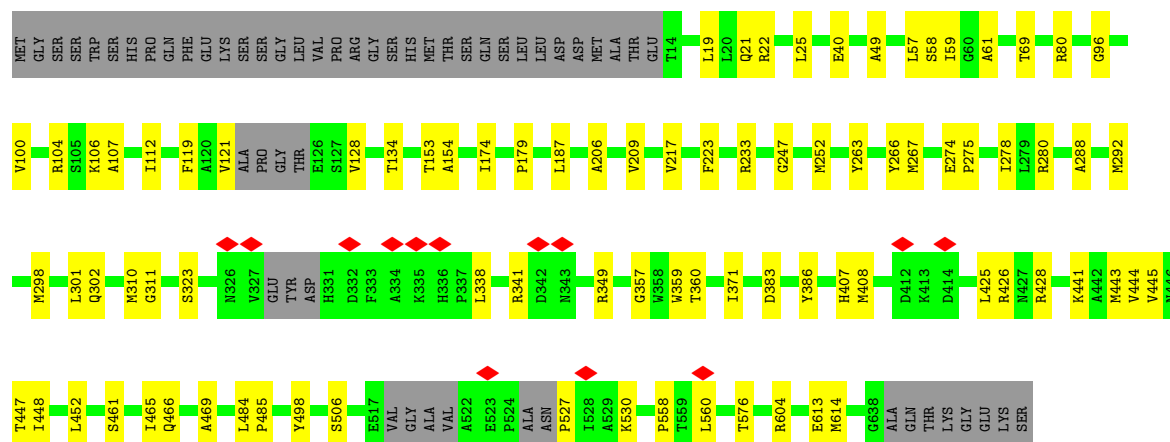 MET GLY SER SER TRP SER HIS PRO GLN PHE GLU LYS SER SER GLY LEU VAL PRO ARG GLY SER HIS MET THR SER GLN SER LEU LEU ASP ASP MET ALA THR GLU T14 L19 L20 Q21 R22 L25 E40 A49 L57 S58 I59 G60 A61 T69 R80 G96
V100 R104 S105 K106 A107 I112 F119 A120 V121 ALA PRO GLY THR E126 S127 V128 T134 T153 A154 I174 P179 L187 A206 V209 V217 F223 R233 G247 M252 Y263 Y266 M267 E274 P275 I278 L279 R280 A288 M292
M298 L301 Q302 M310 G311 S323 N326 V327 GLU TYR ASP H331 D332 F333 A334 K335 H336 P337 L338 R341 D342 N343 R349 G357 W358 W359 T360 I371 D383 Y386 H407 M408 D412 K413 D414 L425 R426 N427 R428 K441 A442 M443 V444 V445 N446
T447 I448 L452 S461 I465 Q466 A469 L484 P485 Y498 S506 E517 VAL GLY ALA VAL A522 E523 P524 ALA ASN P527 I528 A529 K530 P558 T559 L560 T576 R604 E613 M614 G638 ALA GLN THR LYS GLY GLU LYS SER